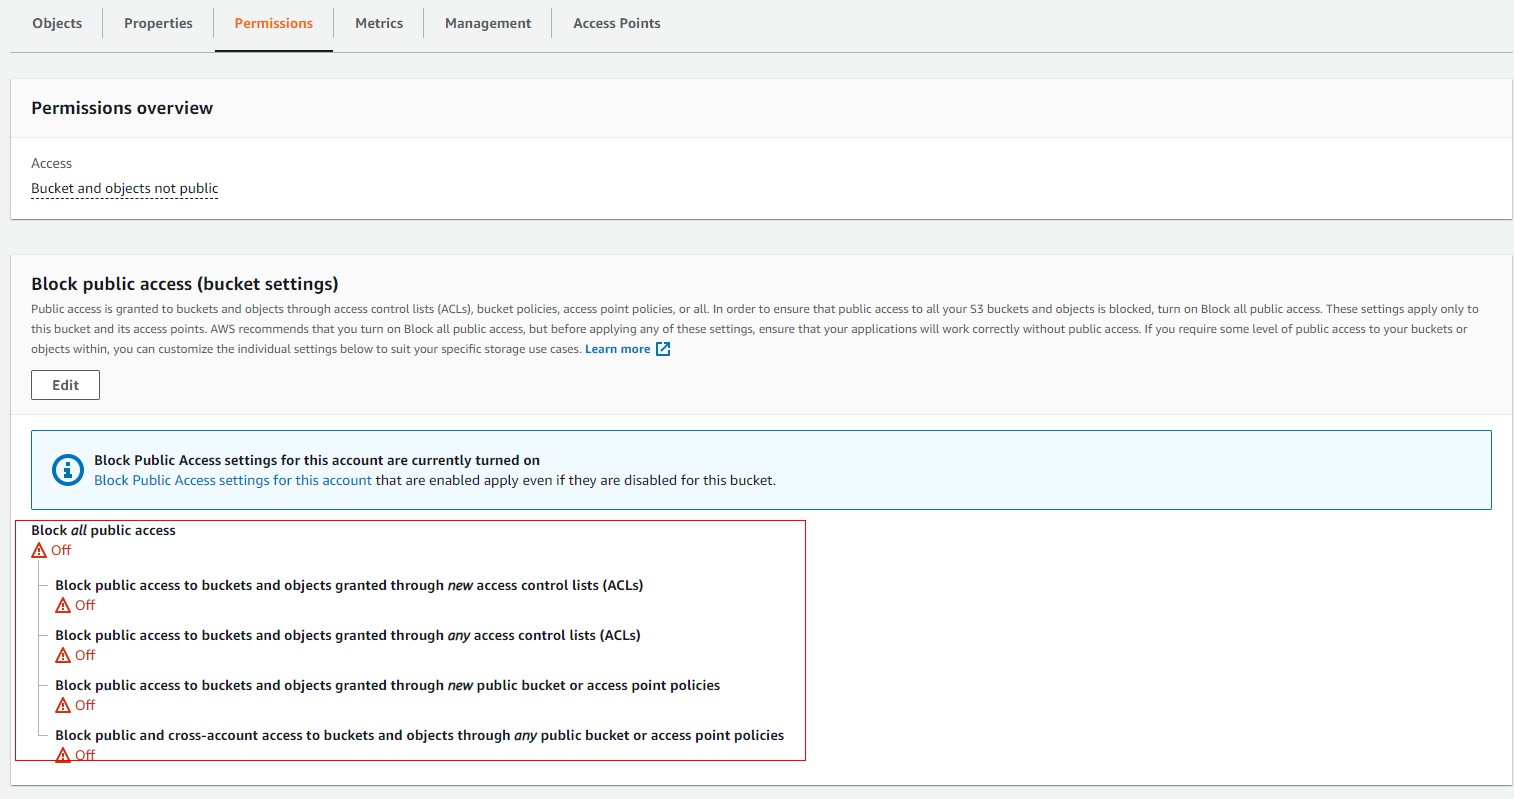 Objects
Properties
Permissions
Metrics
Management
Access Points
Permissions overview
Access
Bucket and objects not public
Block public access (bucket settings)
Public access is granted to buckets and objects through access control lists (ACLs), bucket policies, access point policies, or all. In order to ensure that public access to all your S3 buckets and objects is blocked, turn on Block all public access. These settings apply only to
this bucket and its access points. AWS recommends that you turn on Block all public access, but before applying any of these settings, ensure that your applications will work correctly without public access. If you require some level of public access to your buckets or
objects within, you can customize the individual settings below to suit your specific storage use cases. Learn more
Edit
Block Public Access settings for this account are currently turned on
Block Public Access settings for this account that are enabled apply even if they are disabled for this bucket.
Block all public access
Off
Block public access to buckets and objects granted through new access control lists (ACLs)
Off
Block public access to buckets and objects granted through any access control lists (ACLs)
Off
Block public access to buckets and objects granted through new public bucket or access point policies
Off
Block public and cross-account access to buckets and objects through any public bucket or access point policies
Off